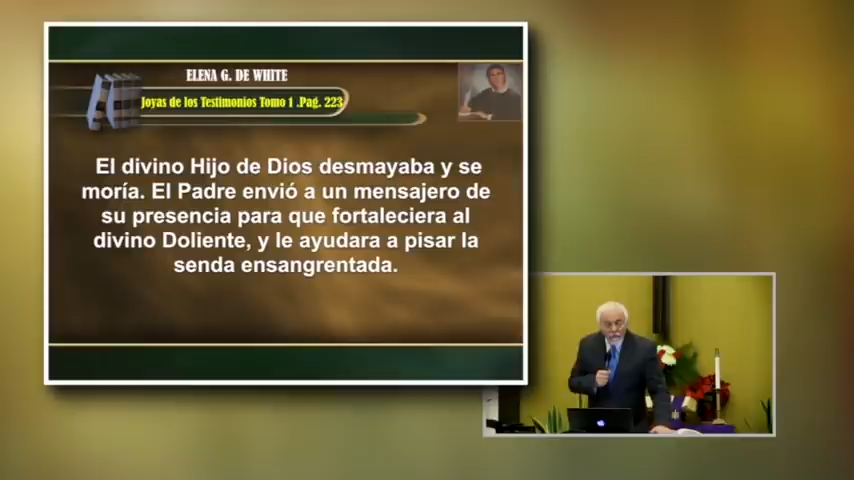 ELENA G. DE WHITE
Joyas de los Testimonios Tomo 1 .Pag. 223
El divino Hijo de Dios desmayaba y se
moría. El Padre envió a un mensajero de
su presencia para que fortaleciera al
divino Doliente, y le ayudara a pisar la
senda ensangrentada.